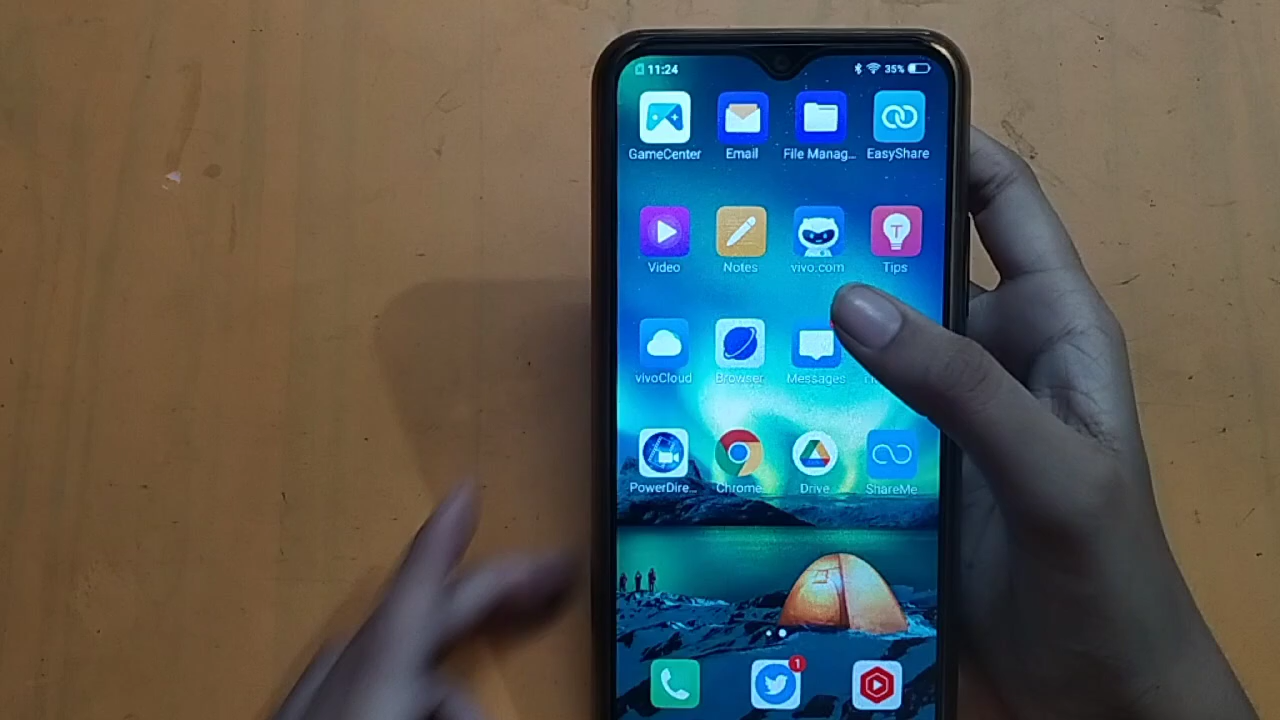 11:24 35%
GameCenter Email File Manag... EasyShare
Video Notes vivo.com Tips
T
vivoCloud Browser Messages
PowerDire... Chrome Drive ShareMe
1